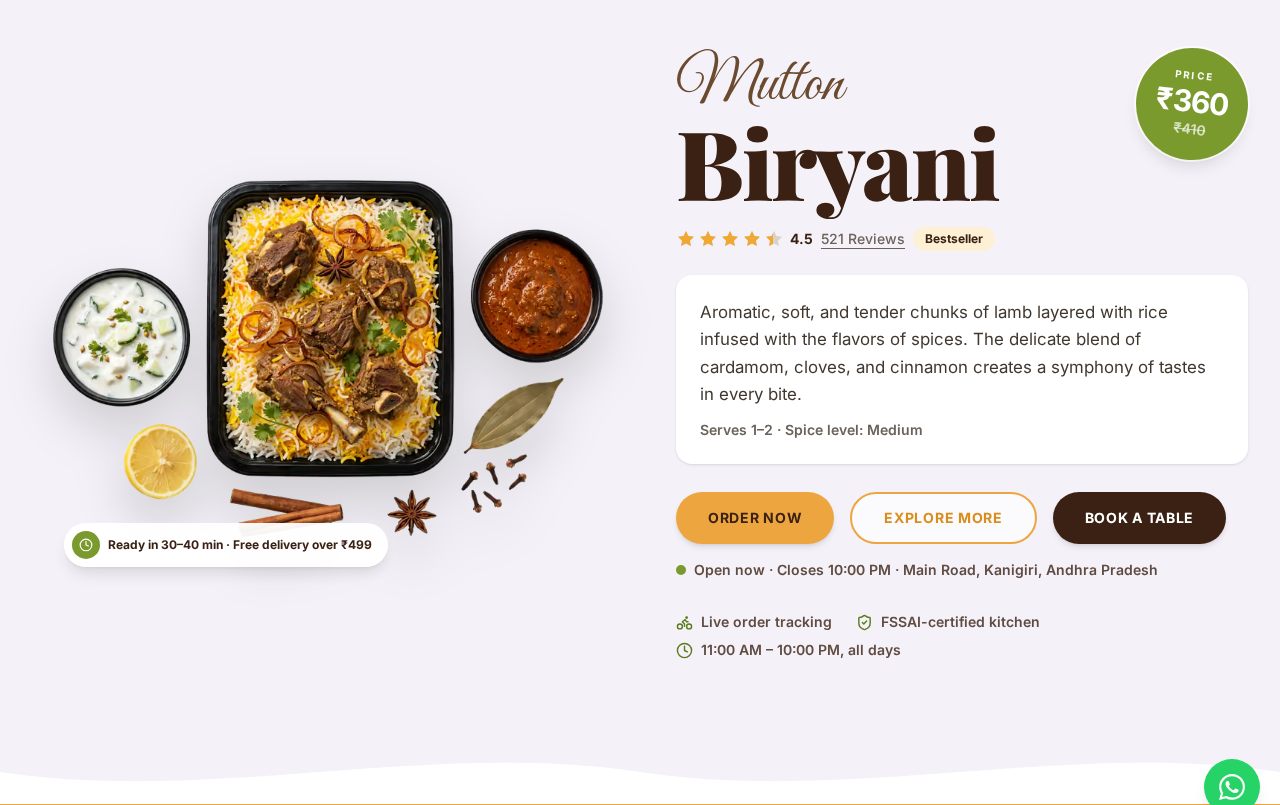 Mutton
Biryani
PRICE
₹360
₹410
4.5 521 Reviews Bestseller
Aromatic, soft, and tender chunks of lamb layered with rice
infused with the flavors of spices. The delicate blend of
cardamom, cloves, and cinnamon creates a symphony of tastes
in every bite.
Serves 1–2 · Spice level: Medium
ORDER NOW
EXPLORE MORE
BOOK A TABLE
Ready in 30–40 min · Free delivery over ₹499
Open now · Closes 10:00 PM · Main Road, Kanigiri, Andhra Pradesh
Live order tracking
FSSAI-certified kitchen
11:00 AM – 10:00 PM, all days